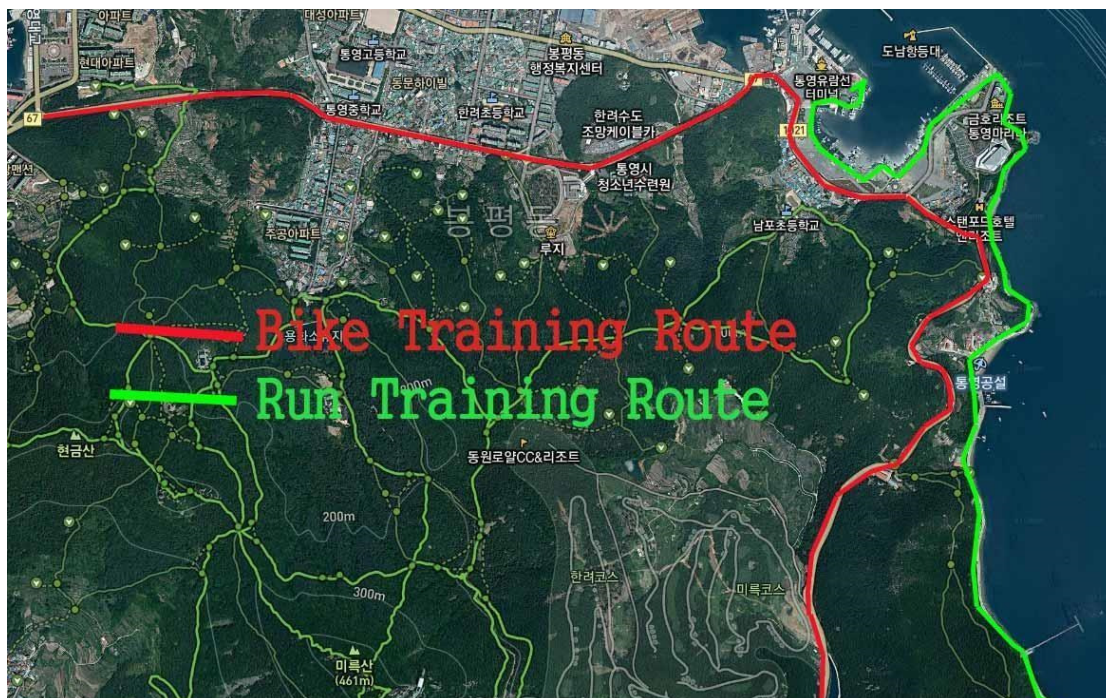 아파트
대성아파트
현대아파트
통영고등학교
동문하이빌
봉평동
행정복지센터
도남항등대
통영유람선
터미널
67
통영중학교
한려초등학교
한려수도
조망케이블카
1021
금호리조트
통영마리나
통영시
청소년수련원
주공아파트
봉평동
루지
남포초등학교
스탠포드호텔
앤리조트
Bike Training Route
Run Training Route
통영공설
현금산
동원로얄CC&리조트
200m
300m
한려코스
미륵코스
미륵산
(461m)